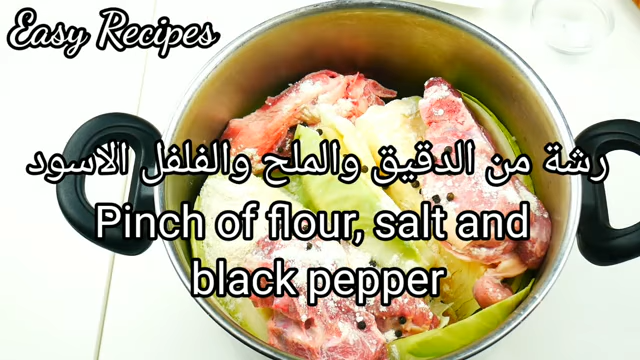 Easy Recipes
رشة من الدقيق والملح والفلفل الاسود
Pinch of flour, salt and
black pepper